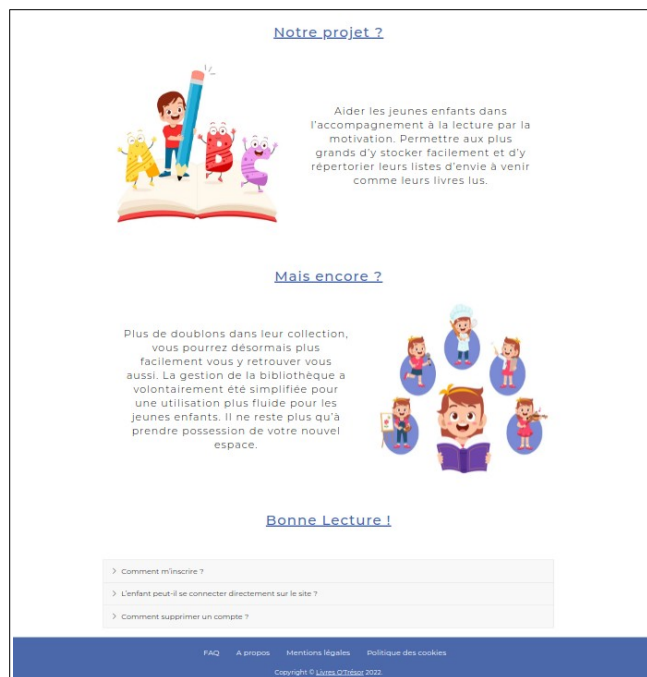 Notre projet ?
A B C
Aider les jeunes enfants dans
l'accompagnement à la lecture par la
motivation. Permettre aux plus
grands d'y stocker facilement et d'y
répertorier leurs listes d'envie à venir
comme leurs livres lus.
Mais encore ?
Plus de doublons dans leur collection,
vous pourrez désormais plus
facilement vous y retrouver vous
aussi. La gestion de la bibliothèque a
volontairement été simplifiée pour
une utilisation plus fluide pour les
jeunes enfants. Il ne reste plus qu'à
prendre possession de votre nouvel
espace.
Bonne Lecture !
Comment m'inscrire ?
L'enfant peut-il se connecter directement sur le site ?
Comment supprimer un compte ?
FAQ A propos Mentions légales Politique des cookies
Copyright © Livres O'Trésor 2022.